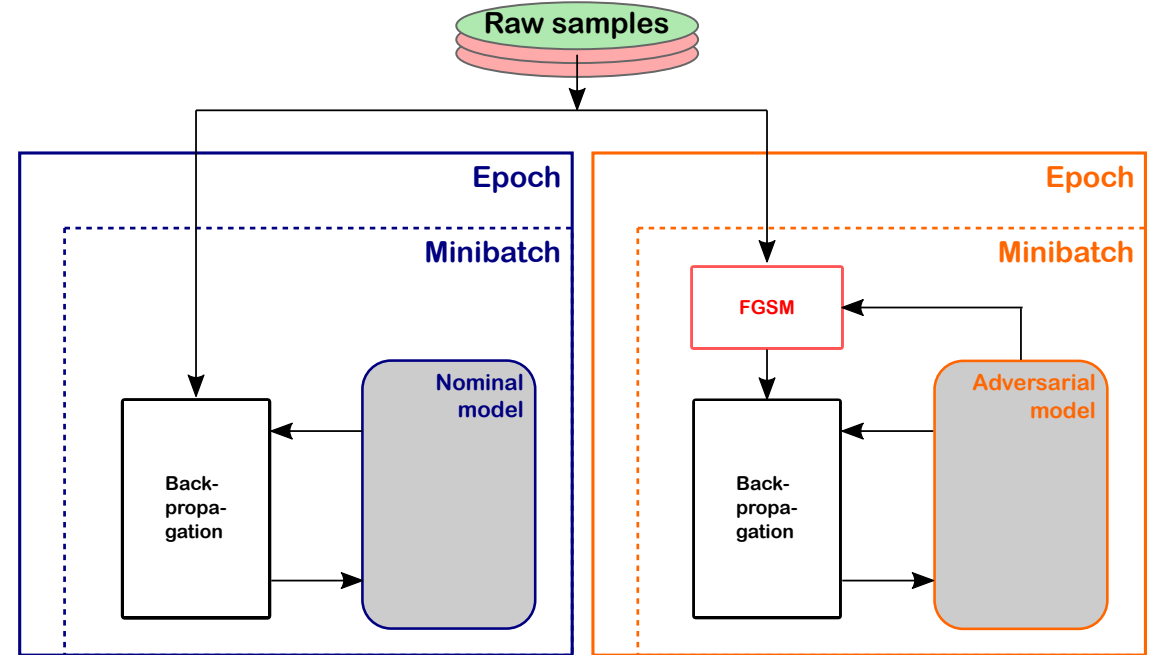 Raw samples
Epoch
Minibatch
Nominal
model
Back-
propa-
gation
Epoch
Minibatch
FGSM
Adversarial
model
Back-
propa-
gation